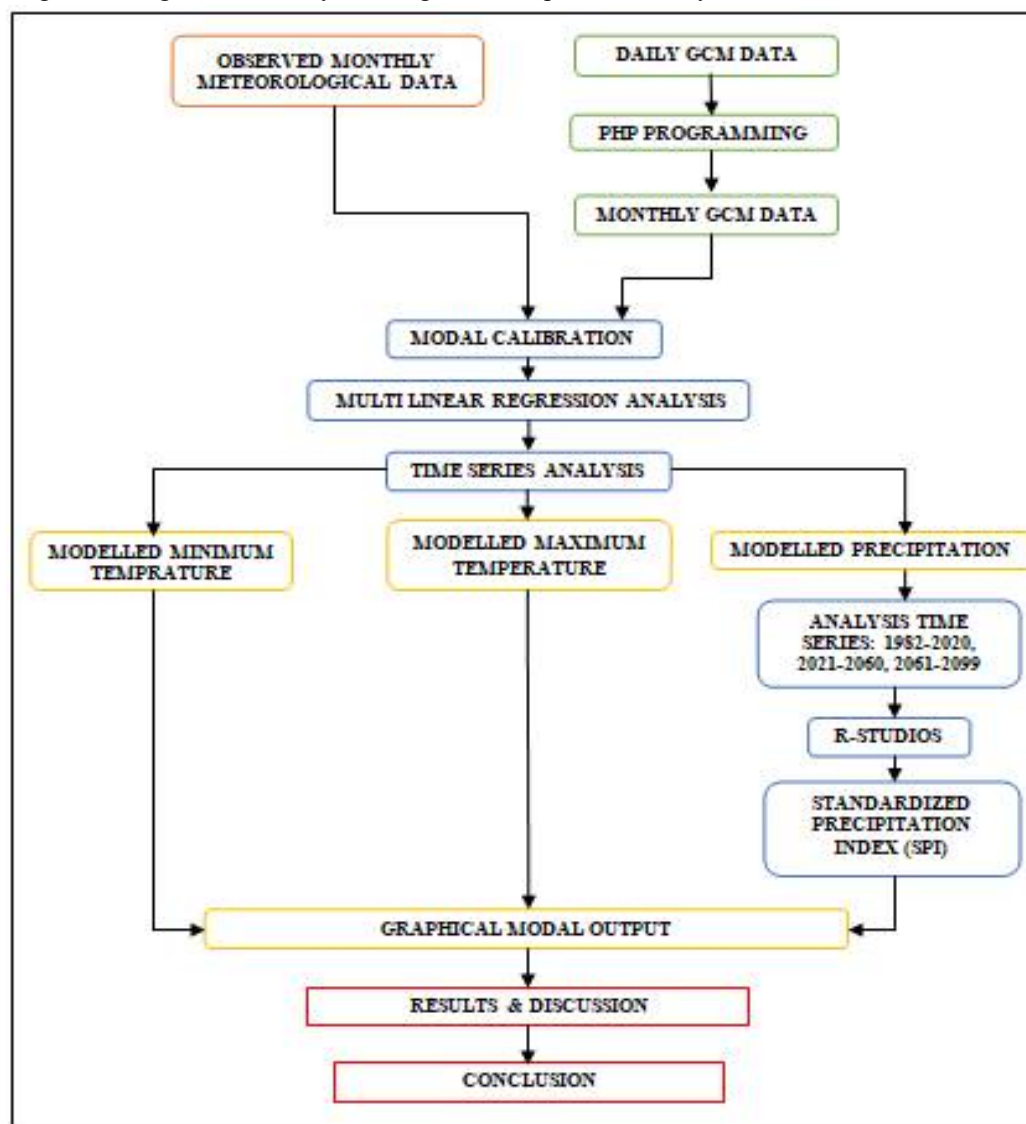 OBSERVED MONTHLY
METEOROLOGICAL DATA
DAILY GCM DATA
PHP PROGRAMMING
MONTHLY GCM DATA
MODAL CALIBRATION
MULTI LINEAR REGRESSION ANALYSIS
TIME SERIES ANALYSIS
MODELLED MINIMUM
TEMPRATURE
MODELLED MAXIMUM
TEMPERATURE
MODELLED PRECIPITATION
ANALYSIS TIME
SERIES: 1982-2020,
2021-2060, 2061-2099
R-STUDIOS
STANDARDIZED
PRECIPITATION
INDEX (SPI)
GRAPHICAL MODAL OUTPUT
RESULTS & DISCUSSION
CONCLUSION